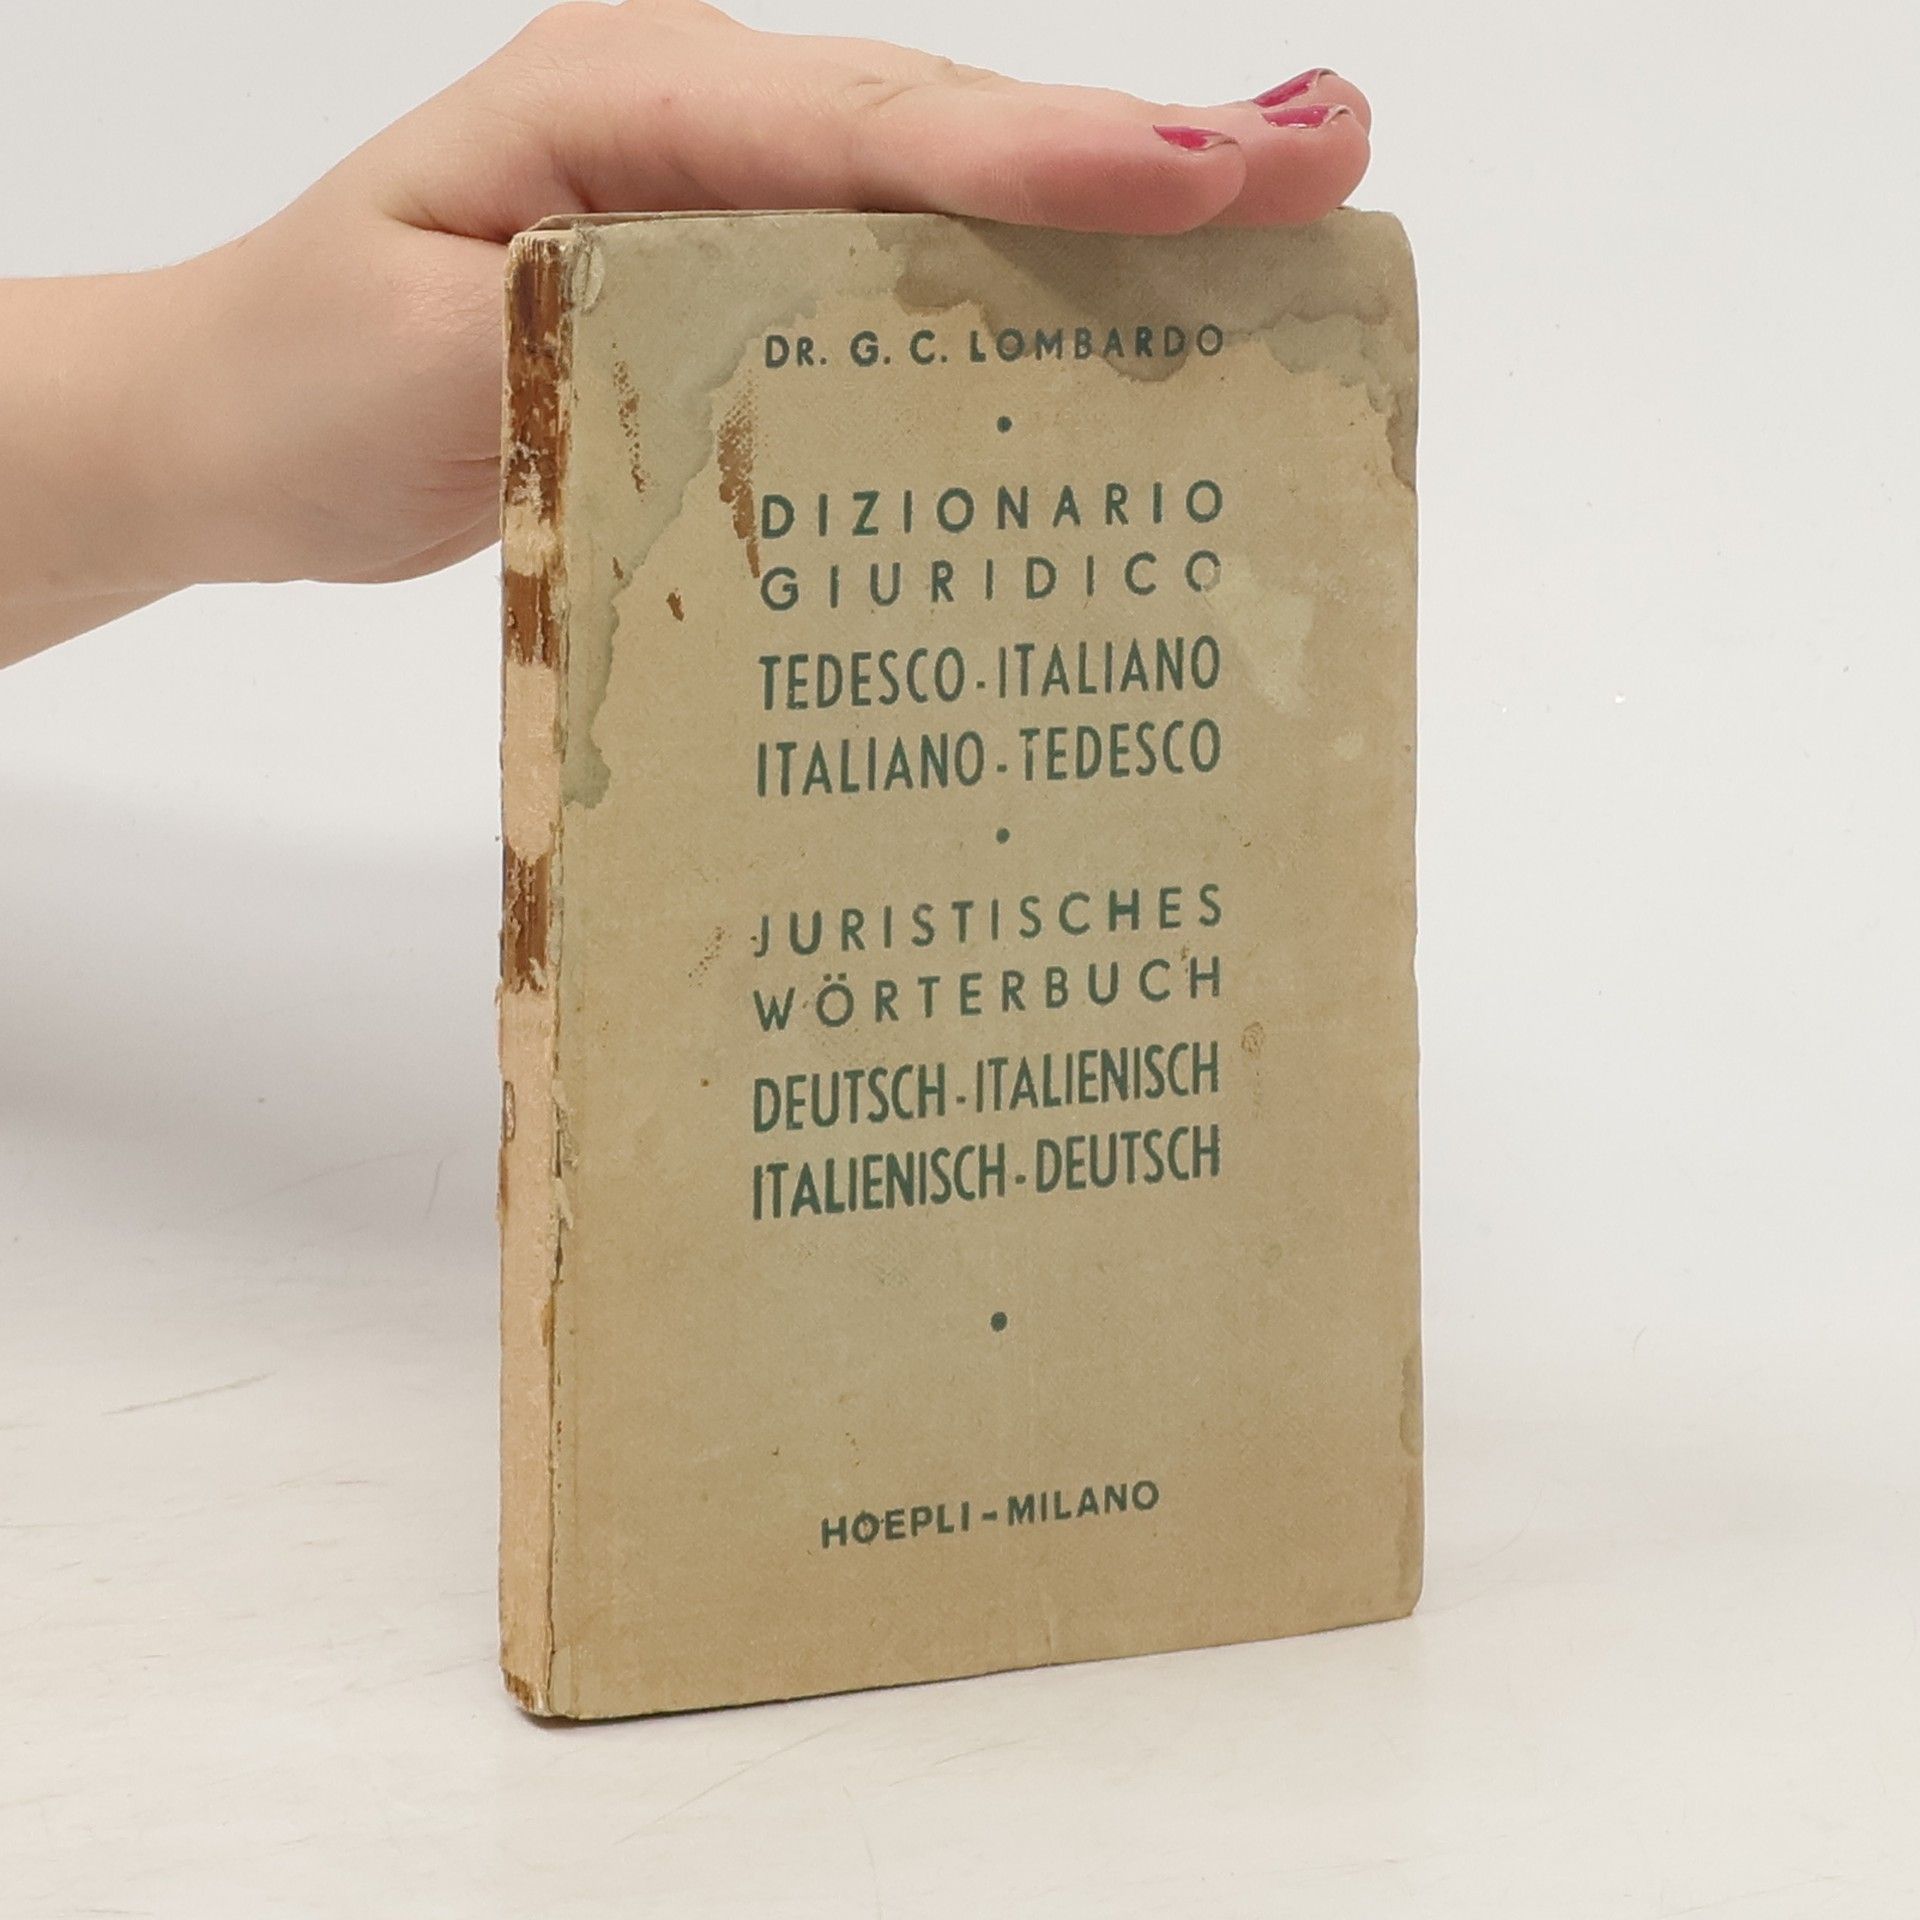 DR. G. C. LOMBARDO
DIZIONARIO
GIURIDICO
TEDESCO-ITALIANO
ITALIANO-TEDESCO
JURISTISCHES
WÖRTERBUCH
DEUTSCH-ITALIENISCH
ITALIENISCH-DEUTSCH
HOEPLI-MILANO